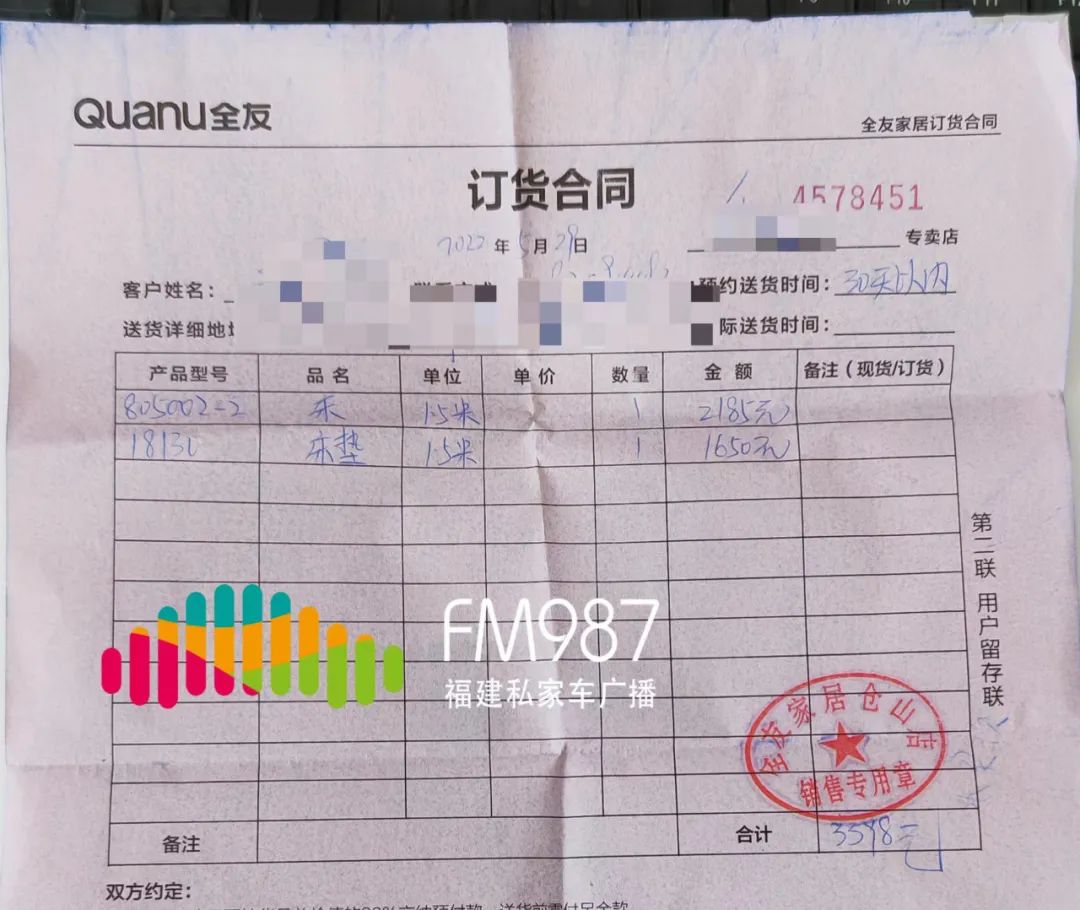 Quanu全友
全友家居订货合同
订货合同
4578451
2022年5月29日
专卖店
客户姓名：
预约送货时间：30天以内
送货详细地址
际送货时间：
产品型号 品名 单位 单价 数量 金额 备注（现货/订货）
805002-2 床 1.5米 1 2185元
1.5米 1 1650元
床垫
第二联 用户留存联
FM987
福建私家车广播
全友家居仓山店
销售专用章
备注 合计
双方约定：